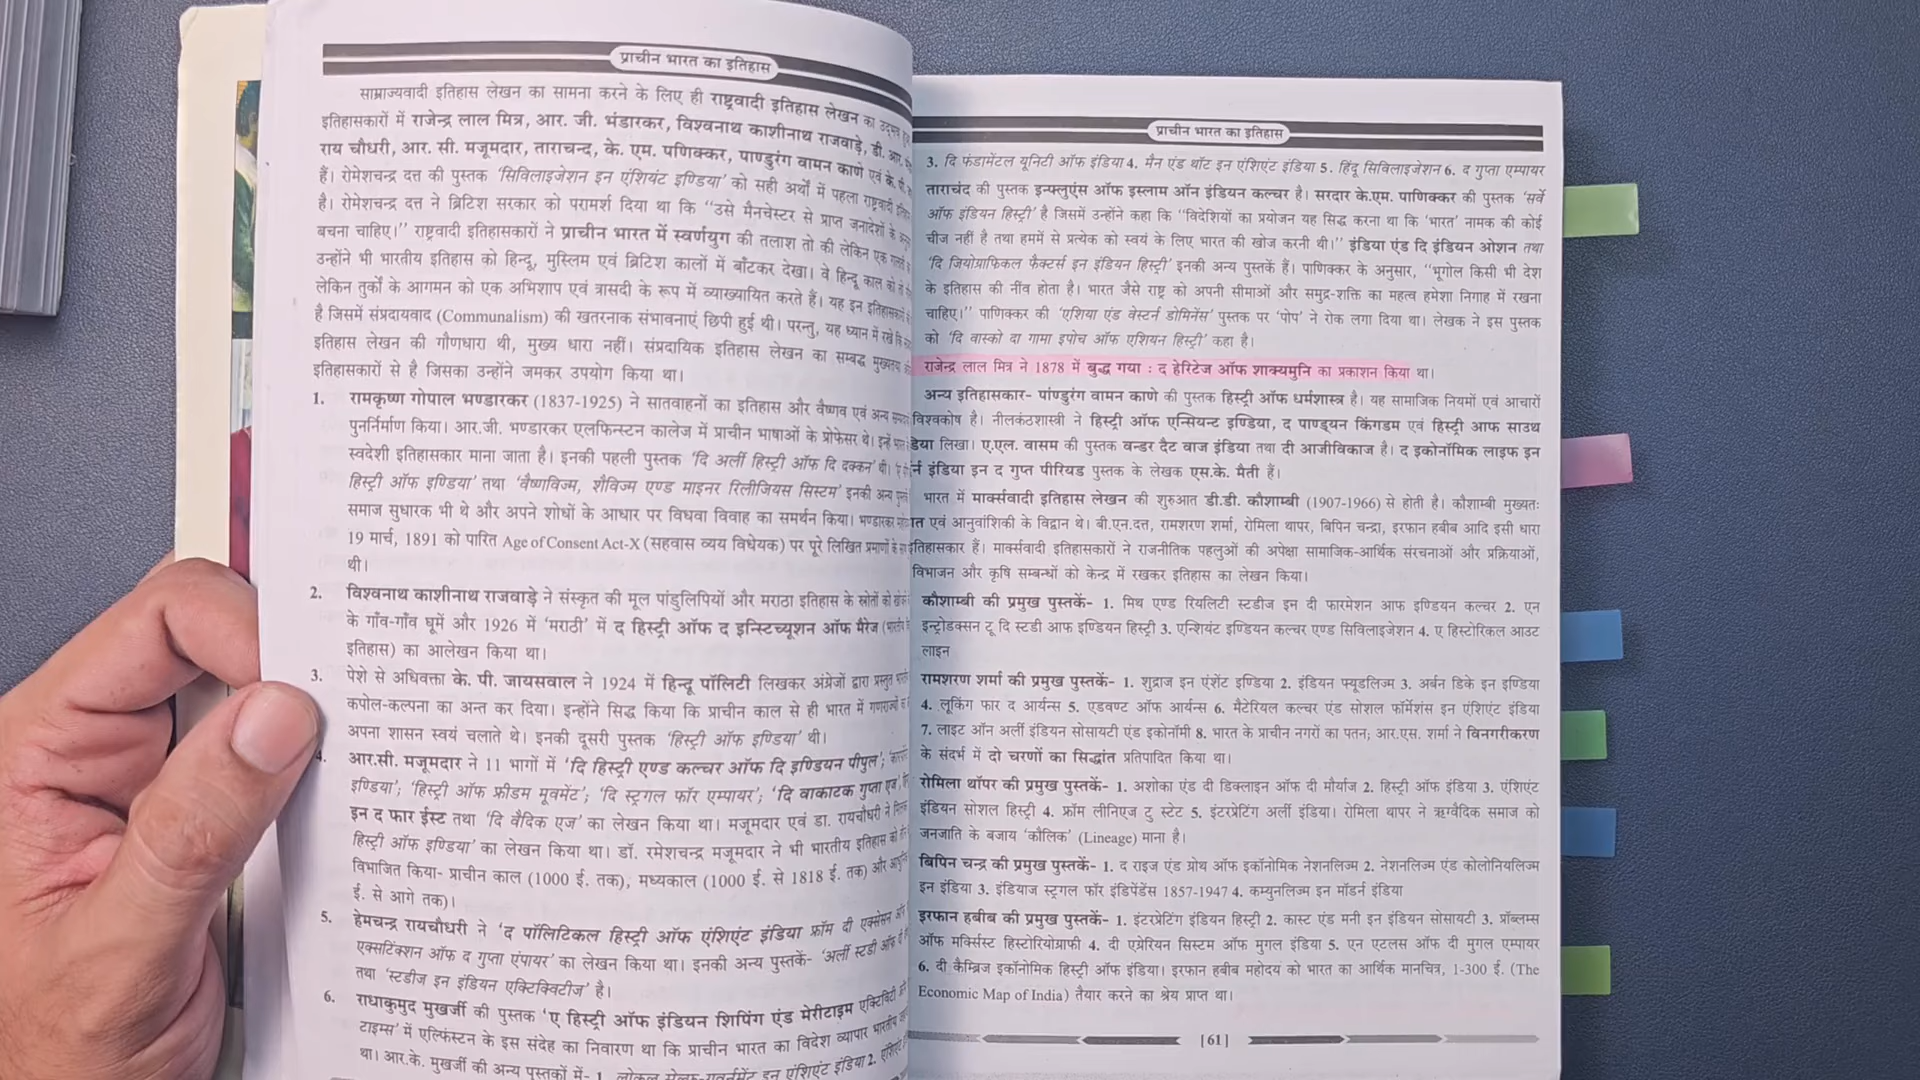 प्राचीन भारत का इतिहास
साम्राज्यवादी इतिहास लेखन का सामना करने के लिए ही राष्ट्रवादी इतिहास लेखन का उद्भव
इतिहासकारों में राजेन्द्र लाल मित्र, आर. जी. भंडारकर, विश्वनाथ काशीनाथ राजवाड़े, डी. आर.
राय चौधरी, आर. सी. मजूमदार, ताराचन्द, के. एम. पणिक्कर, पाण्डुरंग वामन काणे एवं के. पी.
हैं। रोमेशचन्द्र दत्त की पुस्तक ‘सिविलाइजेशन इन एंशियंट इण्डिया’ को सही अर्थों में पहला राष्ट्रवादी
है। रोमेशचन्द्र दत्त ने ब्रिटिश सरकार को परामर्श दिया था कि “उसे मैनचेस्टर से प्राप्त जनादेशों के
बचना चाहिए।” राष्ट्रवादी इतिहासकारों ने प्राचीन भारत में स्वर्णयुग की तलाश तो की लेकिन एक
उन्होंने भी भारतीय इतिहास को हिन्दू, मुस्लिम एवं ब्रिटिश कालों में बाँटकर देखा। वे हिन्दू काल को
लेकिन तुर्कों के आगमन को एक अभिशाप एवं त्रासदी के रूप में व्याख्यायित करते हैं। यह इन
है जिसमें संप्रदायवाद (Communalism) की खतरनाक संभावनाएं छिपी हुई थी। परन्तु, यह ध्यान में रखें कि
इतिहास लेखन की गौणधारा थी, मुख्य धारा नहीं। संप्रदायिक इतिहास लेखन का सम्बद्ध मुख्यतया
इतिहासकारों से है जिसका उन्होंने जमकर उपयोग किया था।
1. रामकृष्ण गोपाल भण्डारकर (1837-1925) ने सातवाहनों का इतिहास और वैष्णव एवं अन्य
पुनर्निर्माण किया। आर.जी. भण्डारकर एलफिन्स्टन कालेज में प्राचीन भाषाओं के प्रोफेसर थे। इन्हें
स्वदेशी इतिहासकार माना जाता है। इनकी पहली पुस्तक ‘दि अर्ली हिस्ट्री ऑफ दि दक्कन’ थी।
हिस्ट्री ऑफ इण्डिया’ तथा ‘वैष्णविज्म, शैविज्म एण्ड माइनर रिलीजियस सिस्टम’ इनकी अन्य
समाज सुधारक भी थे और अपने शोधों के आधार पर विधवा विवाह का समर्थन किया।
19 मार्च, 1891 को पारित Age of Consent Act-X (सहवास व्यय विधेयक) पर पूरे लिखित प्रमाणों के
थी।
2. विश्वनाथ काशीनाथ राजवाड़े ने संस्कृत की मूल पांडुलिपियों और मराठा इतिहास के स्रोतों को
के गाँव-गाँव घूमें और 1926 में ‘मराठी’ में द हिस्ट्री ऑफ द इन्स्टिच्यूशन ऑफ मैरेज
इतिहास) का आलेखन किया था।
3. पेशे से अधिवक्ता के. पी. जायसवाल ने 1924 में हिन्दू पॉलिटी लिखकर अंग्रेजों द्वारा प्रस्तुत
कपोल-कल्पना का अन्त कर दिया। इन्होंने सिद्ध किया कि प्राचीन काल से ही भारत में गणराज्यों
अपना शासन स्वयं चलाते थे। इनकी दूसरी पुस्तक ‘हिस्ट्री ऑफ इण्डिया’ थी।
4. आर.सी. मजूमदार ने 11 भागों में ‘दि हिस्ट्री एण्ड कल्चर ऑफ दि इण्डियन पीपुल’;
इण्डिया’; ‘हिस्ट्री ऑफ फ्रीडम मूवमेंट’; ‘दि स्ट्रगल फॉर एम्पायर’; ‘दि वाकाटक गुप्ता एज’,
इन द फार ईस्ट तथा ‘दि वैदिक एज’ का लेखन किया था। मजूमदार एवं डा. रायचौधरी ने
हिस्ट्री ऑफ इण्डिया’ का लेखन किया था। डॉ. रमेशचन्द्र मजूमदार ने भी भारतीय इतिहास को
विभाजित किया- प्राचीन काल (1000 ई. तक), मध्यकाल (1000 ई. से 1818 ई. तक) और
ई. से आगे तक)।
5. हेमचन्द्र रायचौधरी ने ‘द पॉलिटिकल हिस्ट्री ऑफ एंशिएंट इंडिया फ्रॉम दी एक्सेसन ऑफ
एक्सटिंक्शन ऑफ द गुप्ता एंपायर’ का लेखन किया था। इनकी अन्य पुस्तकें- ‘अर्ली स्टडी ऑफ
तथा ‘स्टडीज इन इंडियन एक्टिक्विटीज’ है।
6. राधाकुमुद मुखर्जी की पुस्तक ‘ए हिस्ट्री ऑफ इंडियन शिपिंग एंड मेरीटाइम एक्टिविटी
टाइम्स’ में एल्फिंस्टन के इस संदेह का निवारण था कि प्राचीन भारत का विदेश व्यापार
था। आर.के. मुखर्जी की अन्य पुस्तकों में- 1. लोकल सेल्फ-गवर्नमेंट इन एंशिएंट इंडिया 2.
प्राचीन भारत का इतिहास
3. दि फंडामेंटल यूनिटी ऑफ इंडिया 4. मैन एंड थॉट इन एंशिएंट इंडिया 5. हिंदू सिविलाइजेशन 6. द गुप्ता एम्पायर
ताराचंद की पुस्तक इन्फ्लुएंस ऑफ इस्लाम ऑन इंडियन कल्चर है। सरदार के.एम. पाणिक्कर की पुस्तक ‘सर्वे
ऑफ इंडियन हिस्ट्री’ है जिसमें उन्होंने कहा कि “विदेशियों का प्रयोजन यह सिद्ध करना था कि ‘भारत’ नामक की कोई
चीज नहीं है तथा हममें से प्रत्येक को स्वयं के लिए भारत की खोज करनी थी।” इंडिया एंड दि इंडियन ओशन तथा
‘दि जियोग्राफिकल फैक्टर्स इन इंडियन हिस्ट्री’ इनकी अन्य पुस्तकें हैं। पाणिक्कर के अनुसार, “भूगोल किसी भी देश
के इतिहास की नींव होता है। भारत जैसे राष्ट्र को अपनी सीमाओं और समुद्र-शक्ति का महत्व हमेशा निगाह में रखना
चाहिए।” पाणिक्कर की ‘एशिया एंड वेस्टर्न डोमिनेंस’ पुस्तक पर ‘पोप’ ने रोक लगा दिया था। लेखक ने इस पुस्तक
को ‘दि वास्को दा गामा इपोच ऑफ एशियन हिस्ट्री’ कहा है।
राजेन्द्र लाल मित्र ने 1878 में बुद्ध गया : द हेरिटेज ऑफ शाक्यमुनि का प्रकाशन किया था।
अन्य इतिहासकार- पांण्डुरंग वामन काणे की पुस्तक हिस्ट्री ऑफ धर्मशास्त्र है। यह सामाजिक नियमों एवं आचारों
विश्वकोष है। नीलकंठशास्त्री ने हिस्ट्री ऑफ एन्सियन्ट इण्डिया, द पाण्ड्यन किंगडम एवं हिस्ट्री आफ साउथ
डिया लिखा। ए.एल. वासम की पुस्तक वन्डर दैट वाज इंडिया तथा दी आजीविकाज है। द इकोनॉमिक लाइफ इन
र्न इंडिया इन द गुप्त पीरियड पुस्तक के लेखक एस.के. मैती हैं।
भारत में मार्क्सवादी इतिहास लेखन की शुरुआत डी.डी. कौशाम्बी (1907-1966) से होती है। कौशाम्बी मुख्यतः
त एवं आनुवांशिकी के विद्वान थे। बी.एन.दत्त, रामशरण शर्मा, रोमिला थापर, बिपिन चन्द्रा, इरफान हबीब आदि इसी धारा
इतिहासकार हैं। मार्क्सवादी इतिहासकारों ने राजनीतिक पहलुओं की अपेक्षा सामाजिक-आर्थिक संरचनाओं और प्रक्रियाओं,
विभाजन और कृषि सम्बन्धों को केन्द्र में रखकर इतिहास का लेखन किया।
कौशाम्बी की प्रमुख पुस्तकें- 1. मिथ एण्ड रियलिटी स्टडीज इम दी फारमेशन आफ इण्डियन कल्चर 2. एन
इन्ट्रोडक्सन टू दि स्टडी आफ इण्डियन हिस्ट्री 3. एन्शियंट इण्डियन कल्चर एण्ड सिविलाइजेशन 4. ए हिस्टोरिकल आउट
लाइन
रामशरण शर्मा की प्रमुख पुस्तकें- 1. शुद्राज इन एंशेंट इण्डिया 2. इंडियन फ्यूडलिज्म 3. अर्बन डिके इन इण्डिया
4. लूकिंग फार द आर्यन्स 5. एडवण्ट ऑफ आर्यन्स 6. मैटेरियल कल्चर एंड सोशल फॉर्मेशंस इन एंशिएंट इंडिया
7. लाइट ऑन अर्ली इंडियन सोसायटी एंड इकोनॉमी 8. भारत के प्राचीन नगरों का पतन; आर.एस. शर्मा ने विनगरीकरण
के संदर्भ में दो चरणों का सिद्धांत प्रतिपादित किया था।
रोमिला थॉपर की प्रमुख पुस्तकें- 1. अशोका एंड दी डिक्लाइन ऑफ दी मौर्याज 2. हिस्ट्री ऑफ इंडिया 3. एंशिएंट
इंडियन सोशल हिस्ट्री 4. फ्रॉम लीनिएज टु स्टेट 5. इंटरप्रेटिंग अर्ली इंडिया। रोमिला थापर ने ऋग्वैदिक समाज को
जनजाति के बजाय ‘कौलिक’ (Lineage) माना है।
बिपिन चन्द्र की प्रमुख पुस्तकें- 1. द राइज एंड ग्रोथ ऑफ इकॉनोमिक नेशनलिज्म 2. नेशनलिज्म एंड कोलोनियलिज्म
इन इंडिया 3. इंडियाज स्ट्रगल फॉर इंडिपेंडेंस 1857-1947 4. कम्युनलिज्म इन मॉडर्न इंडिया
इरफान हबीब की प्रमुख पुस्तकें- 1. इंटरप्रेटिंग इंडियन हिस्ट्री 2. कास्ट एंड मनी इन इंडियन सोसायटी 3. प्रॉब्लम्स
ऑफ मर्क्सिस्ट हिस्टोरियोग्राफी 4. दी एग्रेरियन सिस्टम ऑफ मुगल इंडिया 5. एन एटलस ऑफ दी मुगल एम्पायर
6. दी कैम्ब्रिज इकॉनोमिक हिस्ट्री ऑफ इंडिया। इरफान हबीब महोदय को भारत का आर्थिक मानचित्र, 1-300 ई. (The
Economic Map of India) तैयार करने का श्रेय प्राप्त था।
[61]